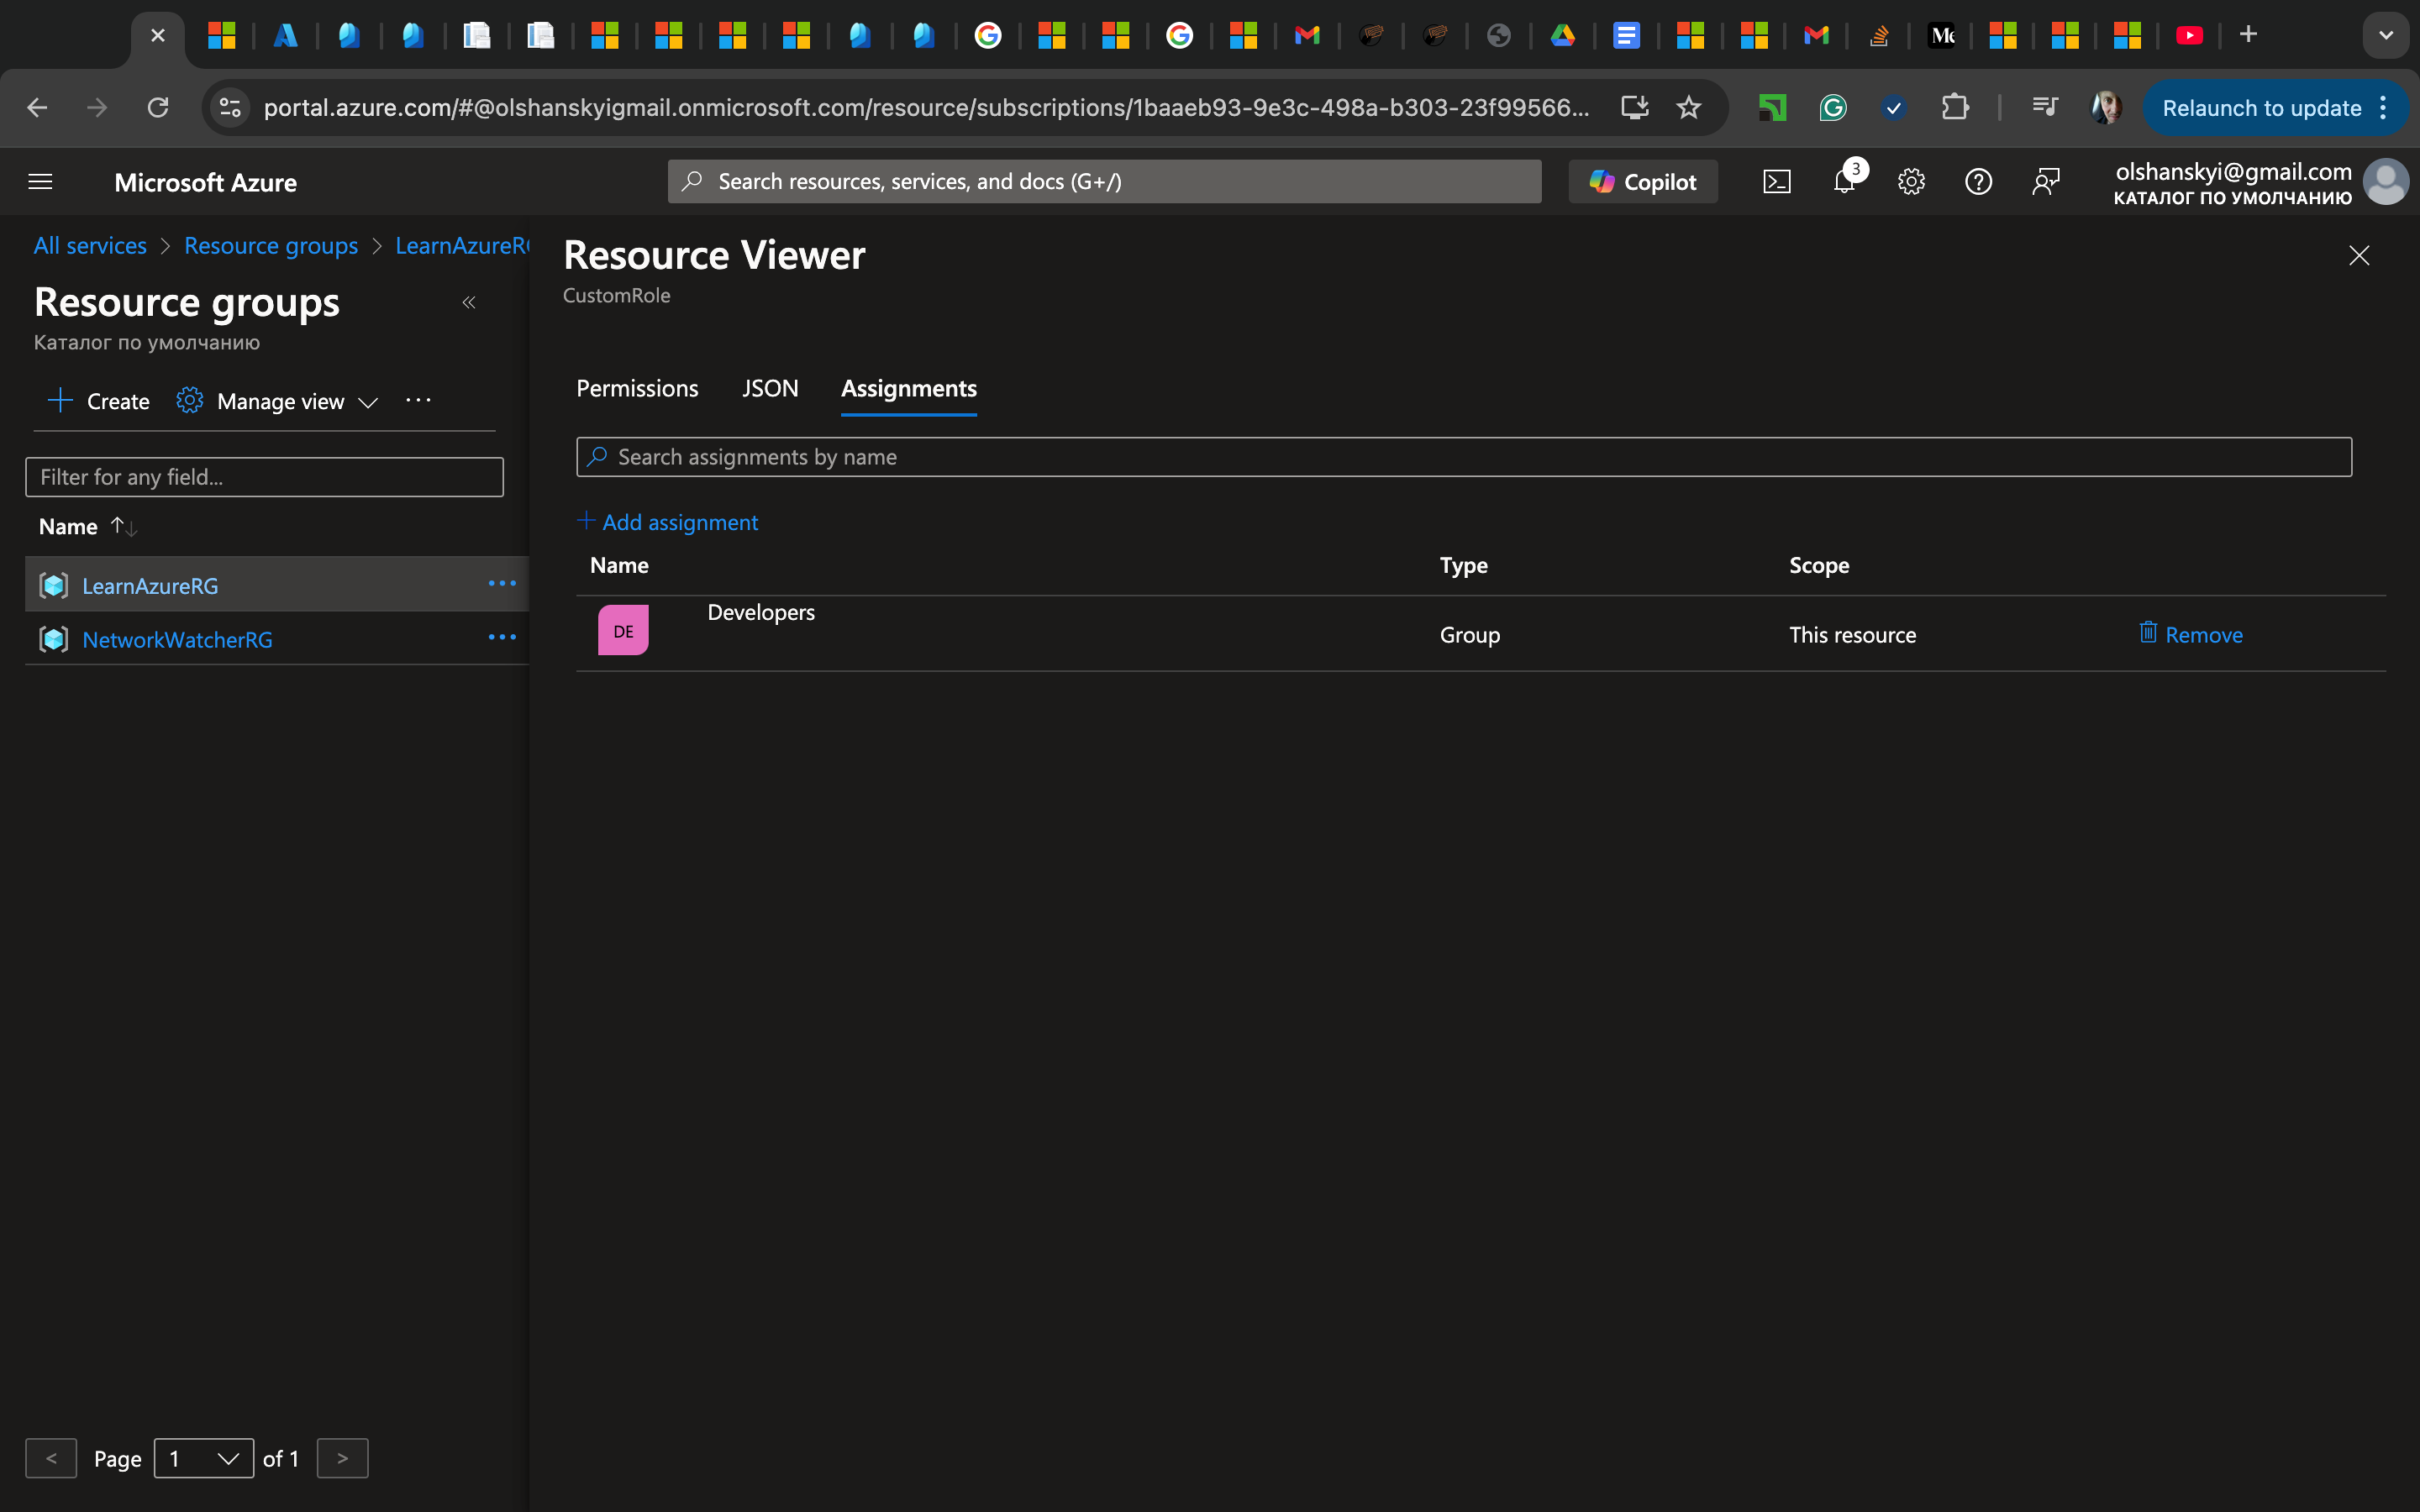 portal.azure.com/#@olshanskyigmail.onmicrosoft.com/resource/subscriptions/1baaeb93-9e3c-498a-b303-23f99566...
Relaunch to update
Microsoft Azure
Search resources, services, and docs (G+/)
Copilot
3
olshanskyi@gmail.com
КАТАЛОГ ПО УМОЛЧАНИЮ
All services > Resource groups > LearnAzureR
Resource groups
Каталог по умолчанию
Create
Manage view
Filter for any field...
Name
LearnAzureRG
NetworkWatcherRG
< Page 1 of 1 >
Resource Viewer
CustomRole
Permissions JSON Assignments
Search assignments by name
Add assignment
Name Type Scope
DE Developers Group This resource Remove